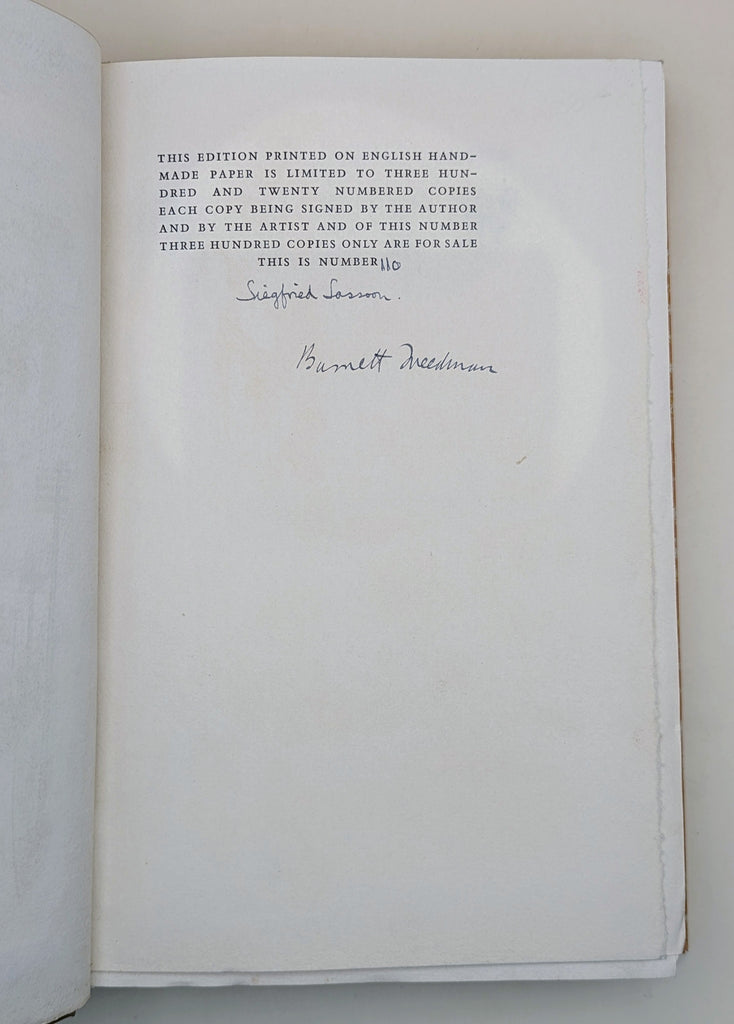 THIS EDITION PRINTED ON ENGLISH HAND-
MADE PAPER IS LIMITED TO THREE HUN-
DRED AND TWENTY NUMBERED COPIES
EACH COPY BEING SIGNED BY THE AUTHOR
AND BY THE ARTIST AND OF THIS NUMBER
THREE HUNDRED COPIES ONLY ARE FOR SALE
THIS IS NUMBER 110
Siegfried Sassoon.
Barnett Freedman